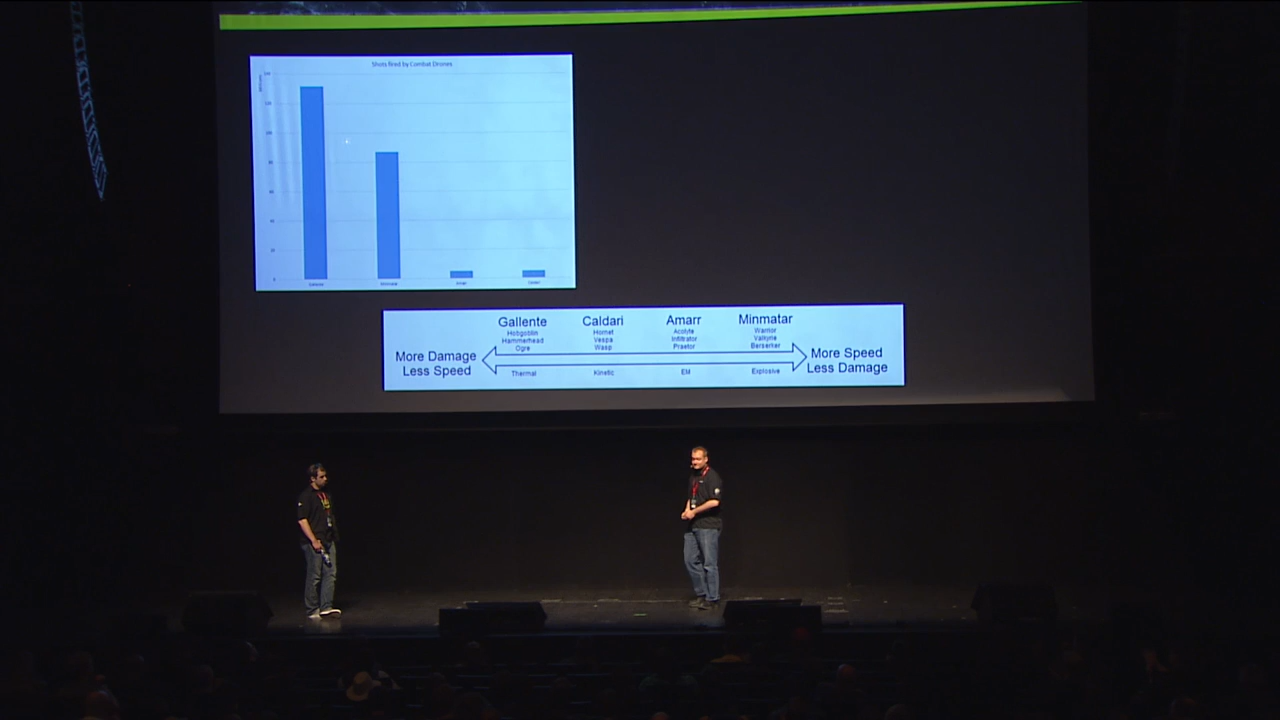 Shots fired by Combat Drones
Gallente
Hobgoblin
Hammerhead
Ogre
Caldari
Hornet
Vespa
Wasp
Amarr
Acolyte
Infiltrator
Praetor
Minmatar
Warrior
Valkyrie
Berserker
More Damage
Less Speed
More Speed
Less Damage
Thermal
Kinetic
EM
Explosive